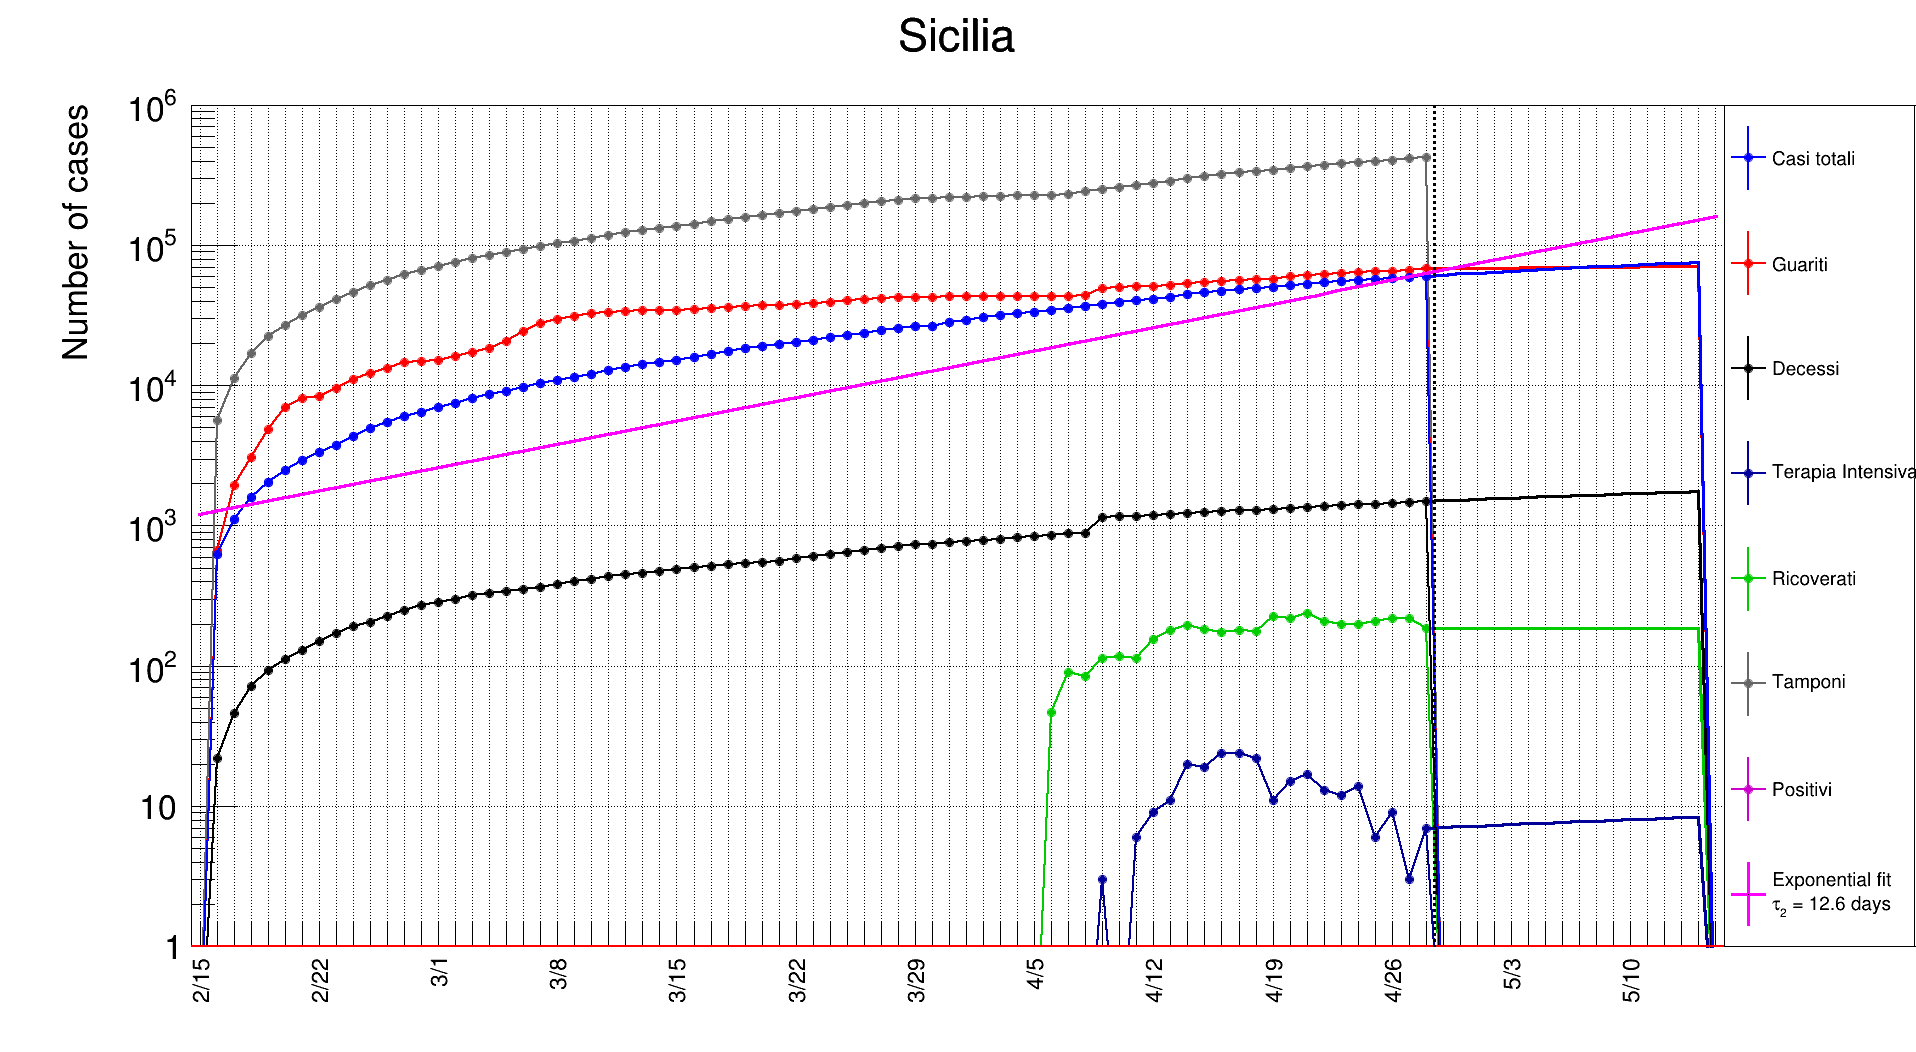 Sicilia
Number of cases
10^6
10^5
10^4
10^3
10^2
10
1
2/15
2/22
3/1
3/8
3/15
3/22
3/29
4/5
4/12
4/19
4/26
5/3
5/10
Casi totali
Guariti
Decessi
Terapia Intensiva
Ricoverati
Tamponi
Positivi
Exponential fit
τ₂ = 12.6 days